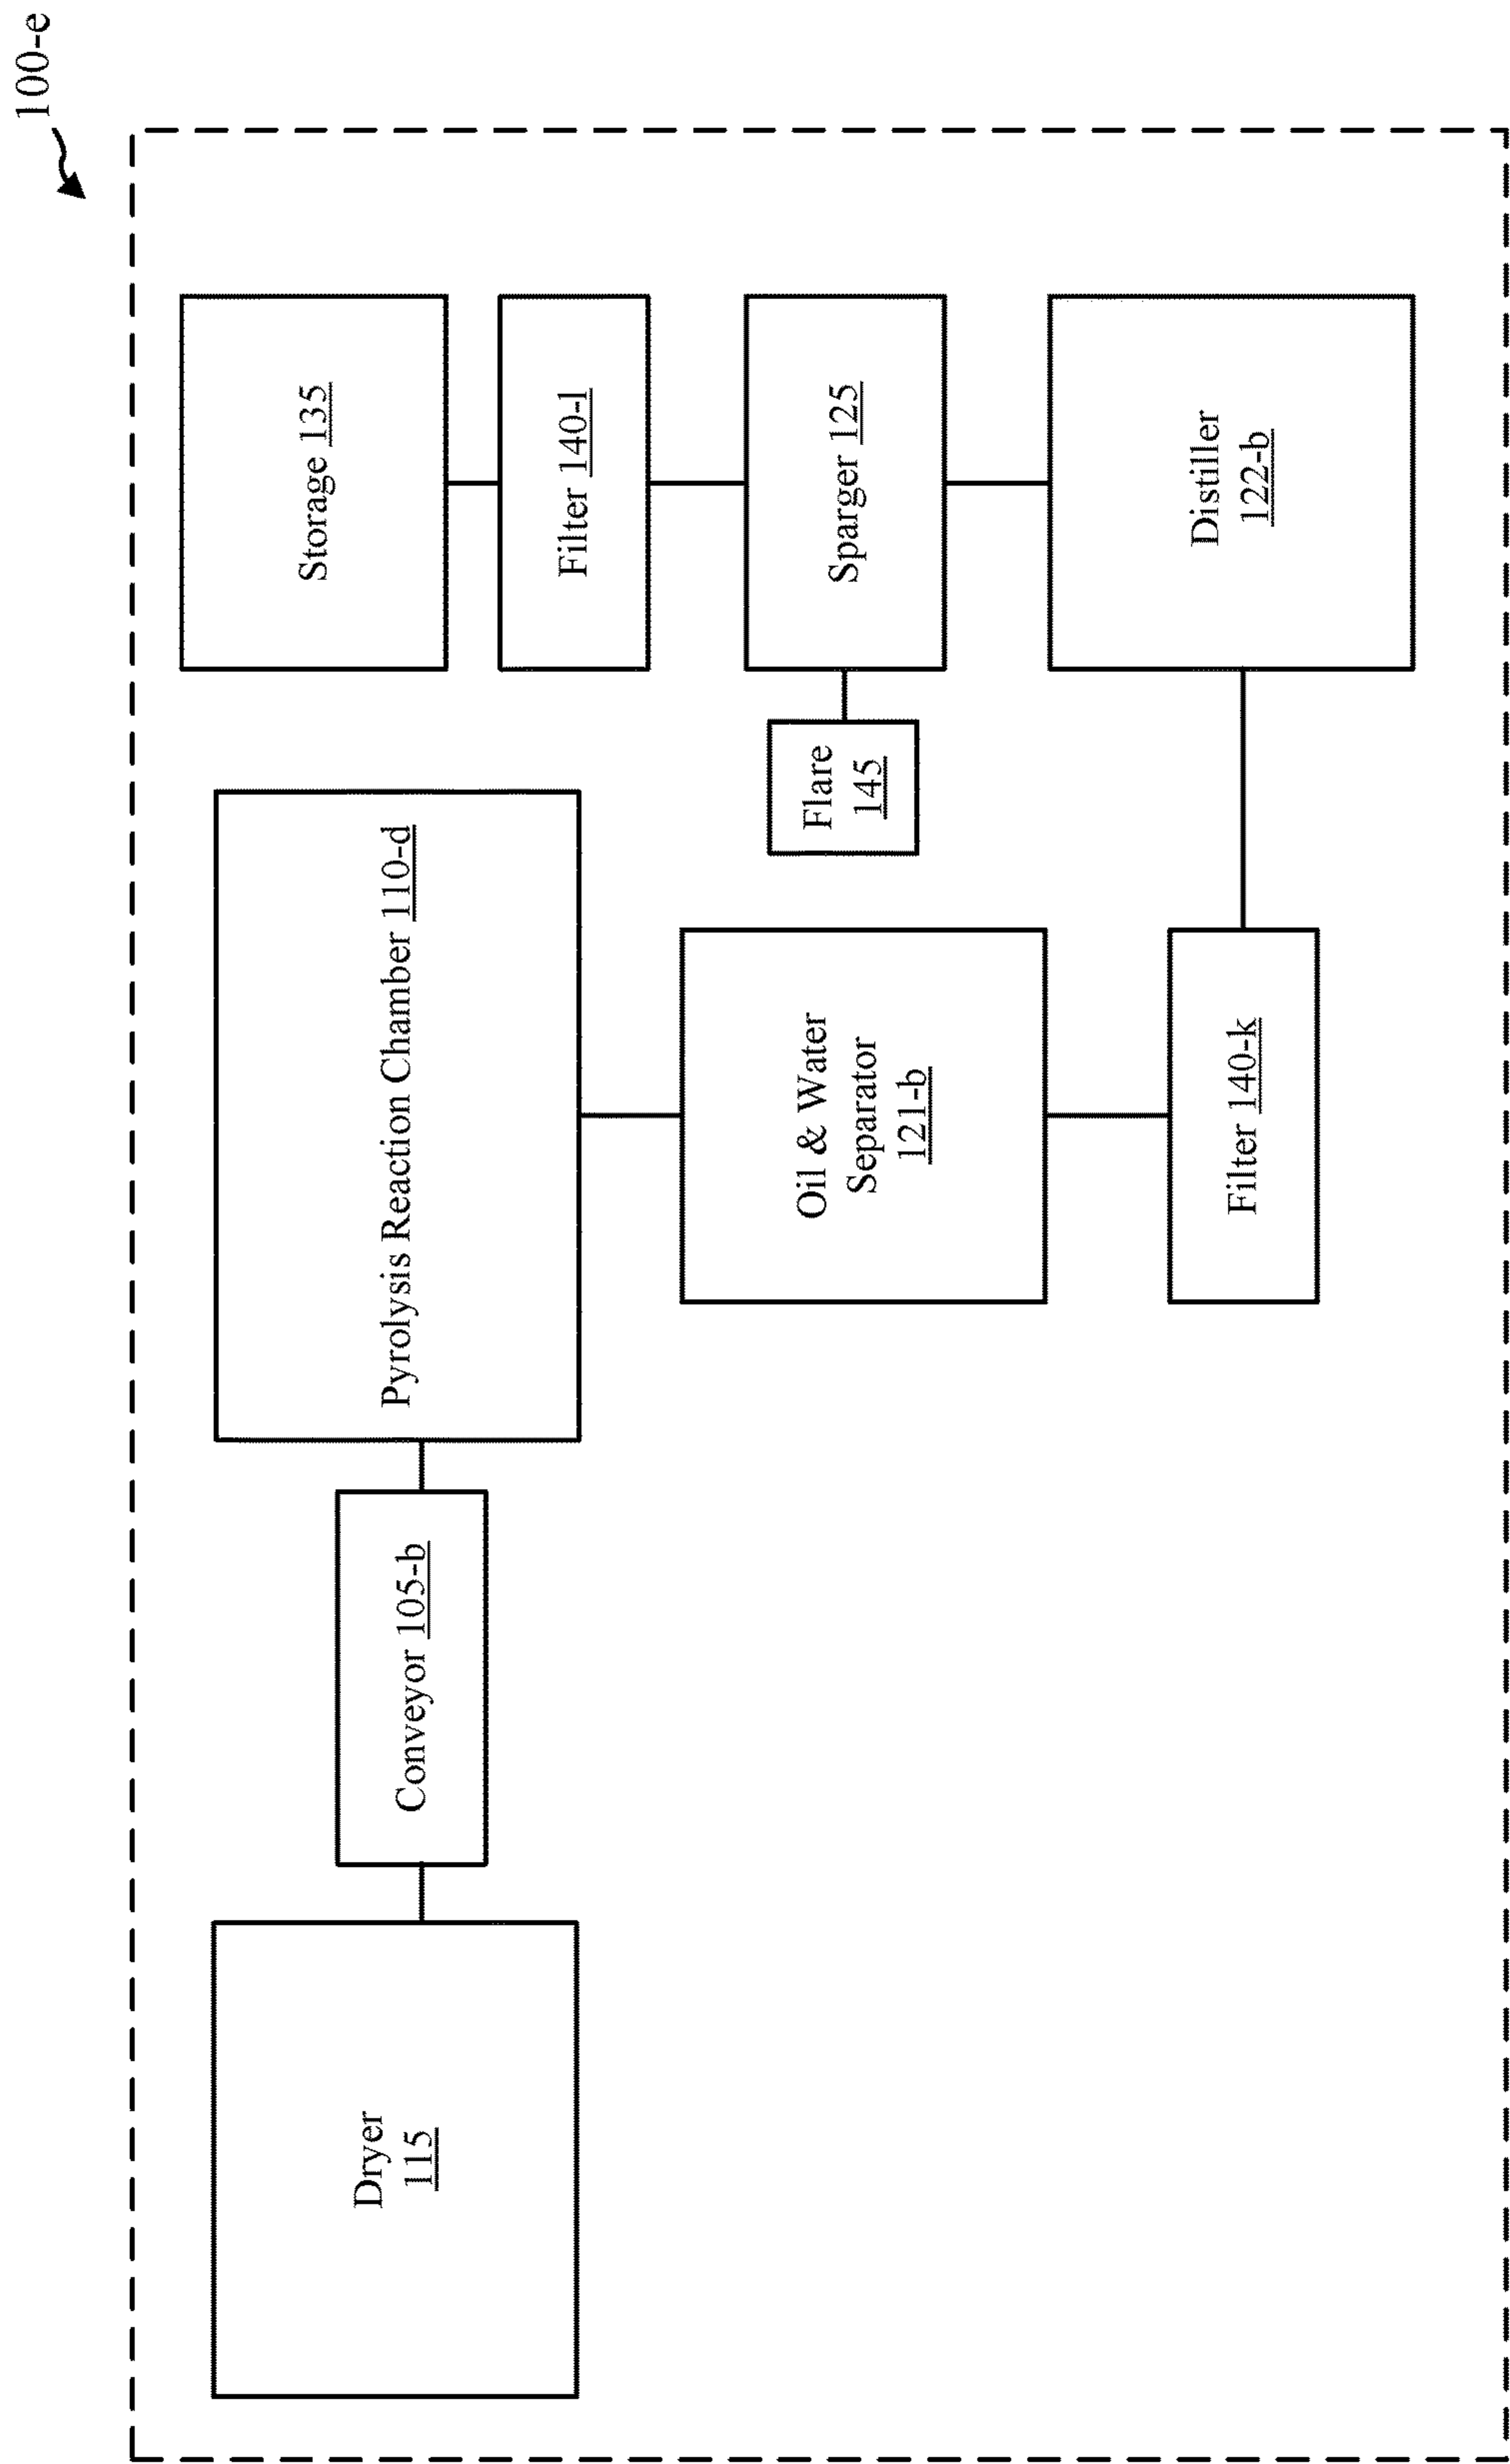 100-e
Dryer
115
Conveyor 105-b
Pyrolysis Reaction Chamber 110-d
Storage 135
Filter 140-l
Oil & Water
Separator
121-b
Flare
145
Sparger 125
Filter 140-k
Distiller
122-b